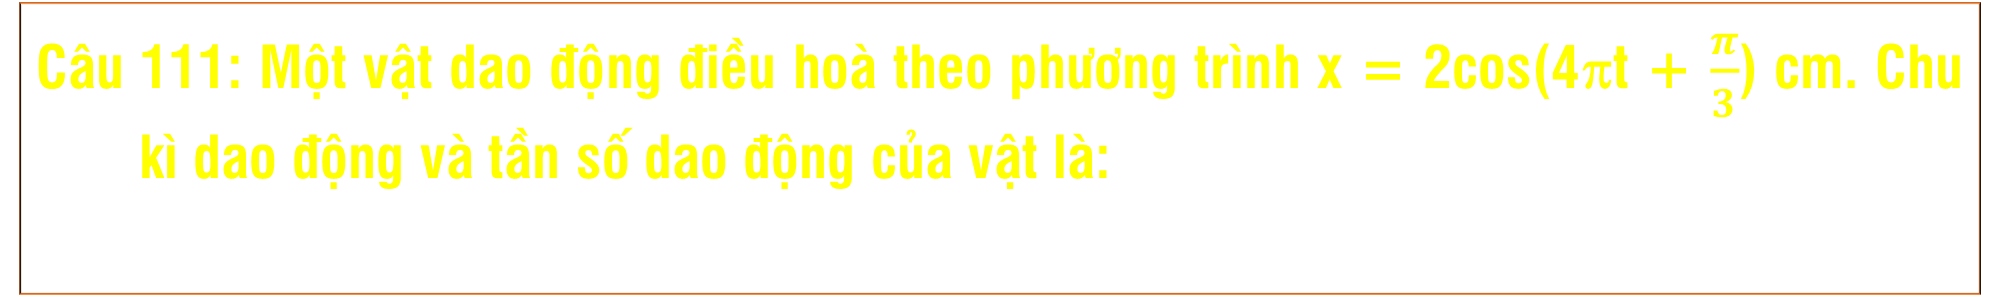 Câu 111: Một vật dao động điều hoà theo phương trình x = 2cos(4πt + π/3) cm. Chu
kì dao động và tần số dao động của vật là: